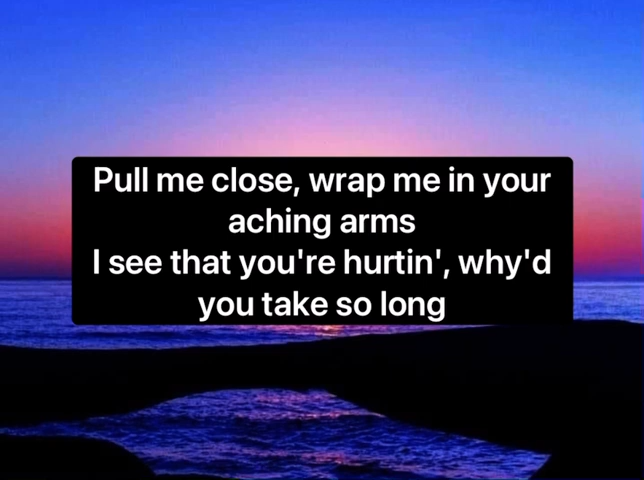 Pull me close, wrap me in your
aching arms
I see that you're hurtin', why'd
you take so long